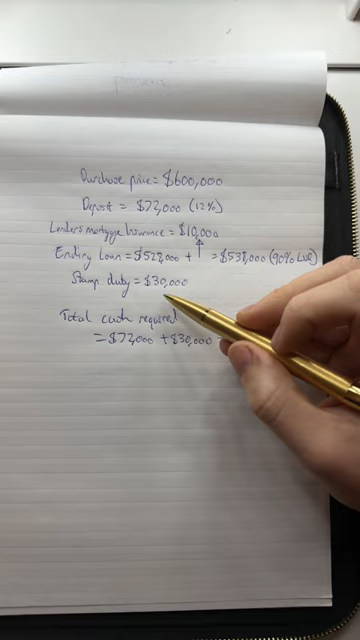 Purchase price = $600,000
Deposit = $72,000 (12%)
Lenders mortgage Insurance = $10,000
Ending Loan = $528,000 + ↑ = $538,000 (90% LVR)
Stamp duty = $30,000
Total cash required
= $72,000 + $30,000